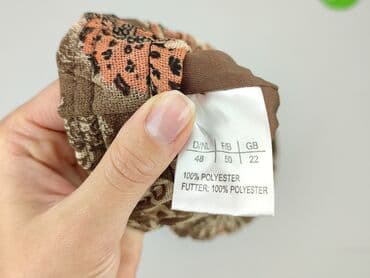 D/NL F/B GB
48 50 22
100% POLYESTER
FUTTER: 100% POLYESTER